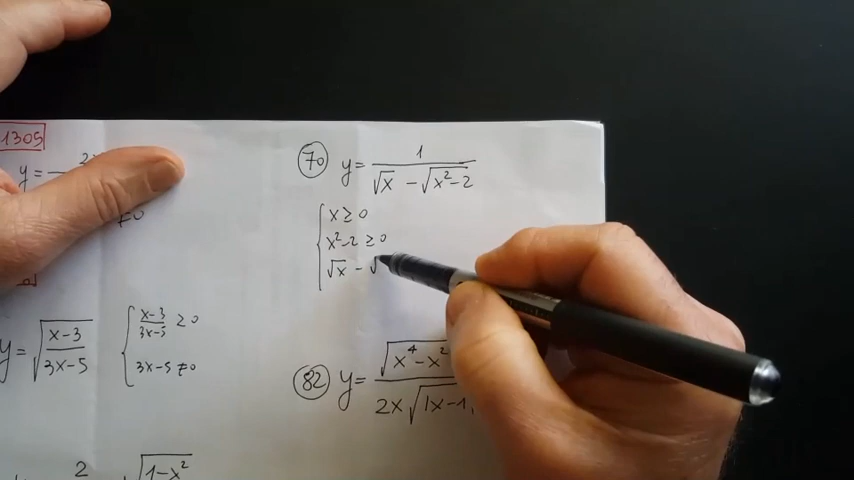 1305
y =
≠0
y = √((x-3)/(3x-5))
{ (x-3)/(3x-5) ≥ 0
3x-5 ≠0
2
√(1-x²)
70 y = 1/(√x - √(x²-2))
{ x ≥ 0
x²-2 ≥ 0
√x - √
82 y = √(x⁴-x²
2x√(|x-1